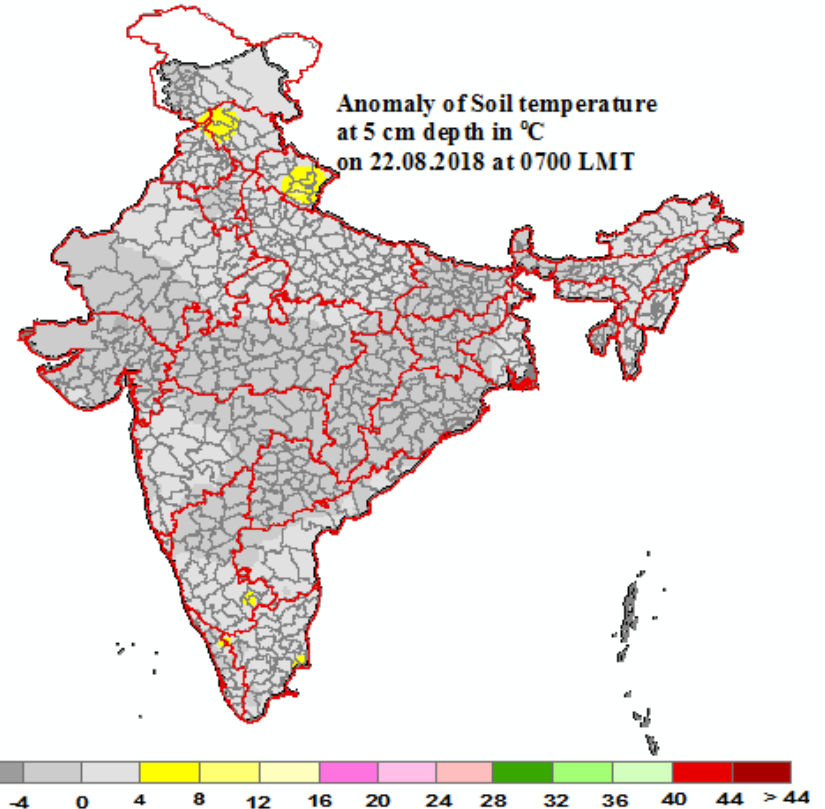 Anomaly of Soil temperature
at 5 cm depth in °C
on 22.08.2018 at 0700 LMT
-4 0 4 8 12 16 20 24 28 32 36 40 44 > 44